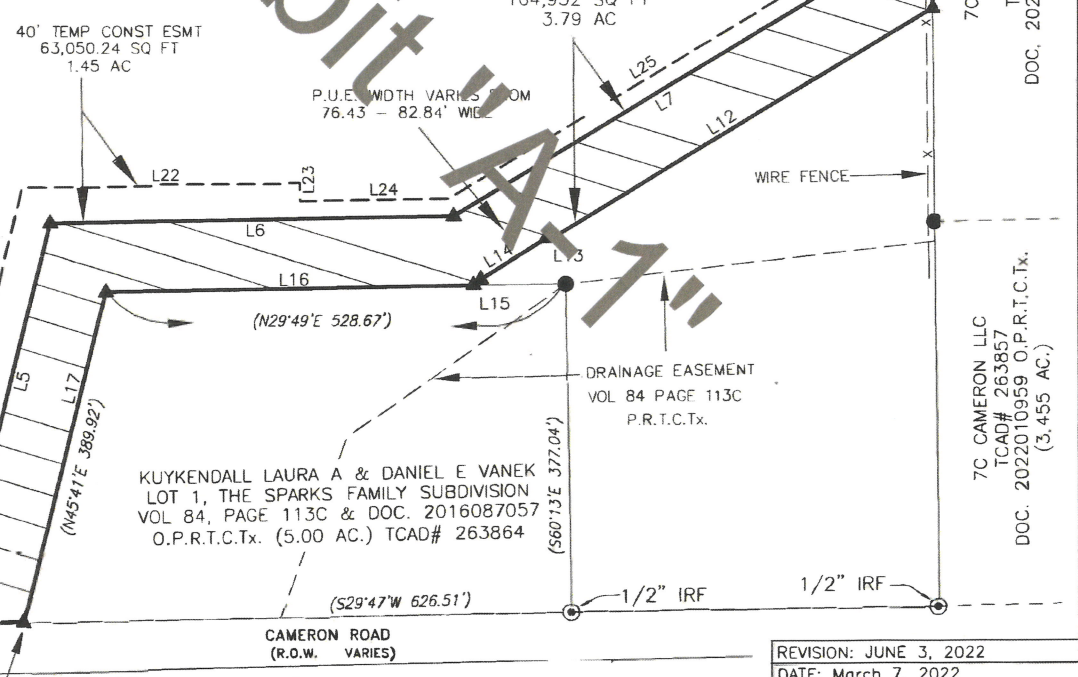 40' TEMP CONST ESMT
63,050.24 SQ FT
1.45 AC
3.79 AC
P.U.E. WIDTH VARIES FROM
76.43 – 82.84' WIDE
L25
L7
L12
L22
L23
L24
L6
L14
L13
L16
L15
(N29°49'E 528.67')
L5
L17
(N45°41'E 389.92')
WIRE FENCE
DRAINAGE EASEMENT
VOL 84 PAGE 113C
P.R.T.C.Tx.
(S60°13'E 377.04')
KUYKENDALL LAURA A & DANIEL E VANEK
LOT 1, THE SPARKS FAMILY SUBDIVISION
VOL 84, PAGE 113C & DOC. 2016087057
O.P.R.T.C.Tx. (5.00 AC.) TCAD# 263864
(S29°47'W 626.51')
1/2" IRF
1/2" IRF
CAMERON ROAD
(R.O.W. VARIES)
7C
DOC. 202
7C CAMERON LLC
TCAD# 263857
DOC. 2022010959 O.P.R.T.C.Tx.
(3.455 AC.)
REVISION: JUNE 3, 2022
DATE: March 7, 2022
bit "A-1"